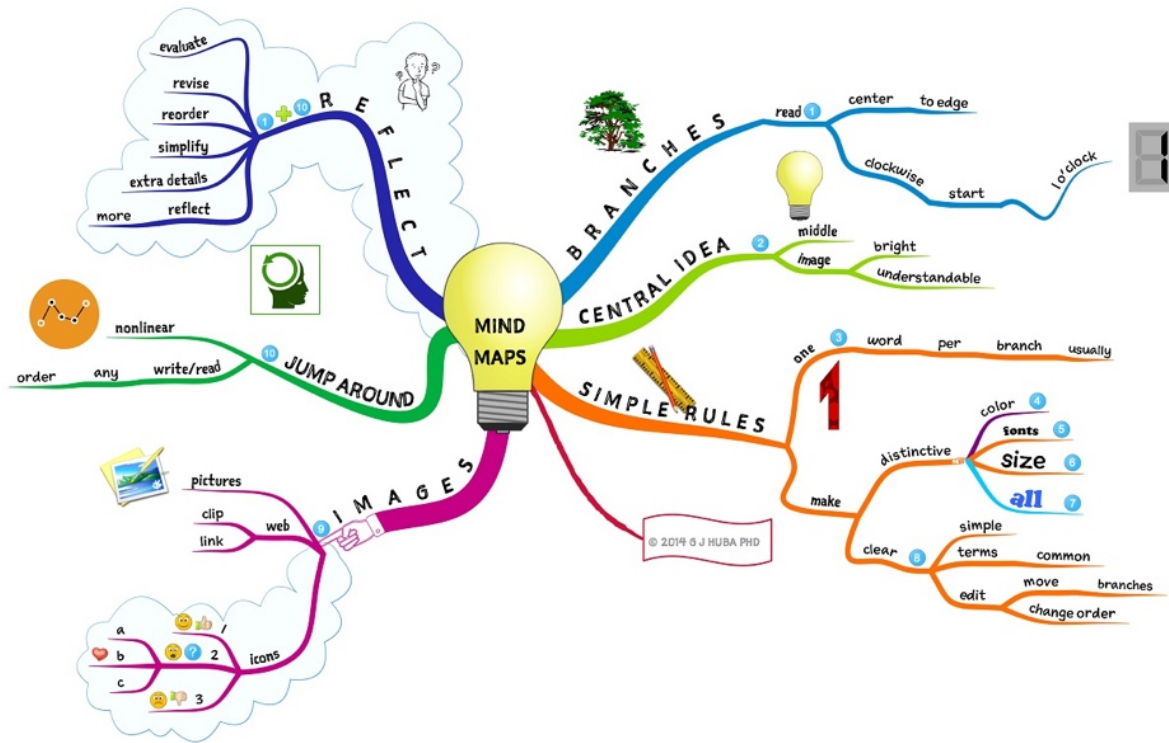 MIND
MAPS
BRANCHES
read 1
center
to edge
clockwise
start
1 o'clock
1
CENTRAL IDEA
2
middle
image
bright
understandable
SIMPLE RULES
one
3
word
per
branch
usually
1
make
distinctive
color 4
fonts 5
size 6
all 7
clear
8
simple
terms
common
edit
move
branches
change order
© 2014 G J HUBA PHD
IMAGES
9
pictures
web
clip
link
icons
1
2
?
3
a
b
c
JUMP AROUND
10
nonlinear
write/read
any
order
REFLECT
1 + 10
evaluate
revise
reorder
simplify
extra details
reflect
more
? ?